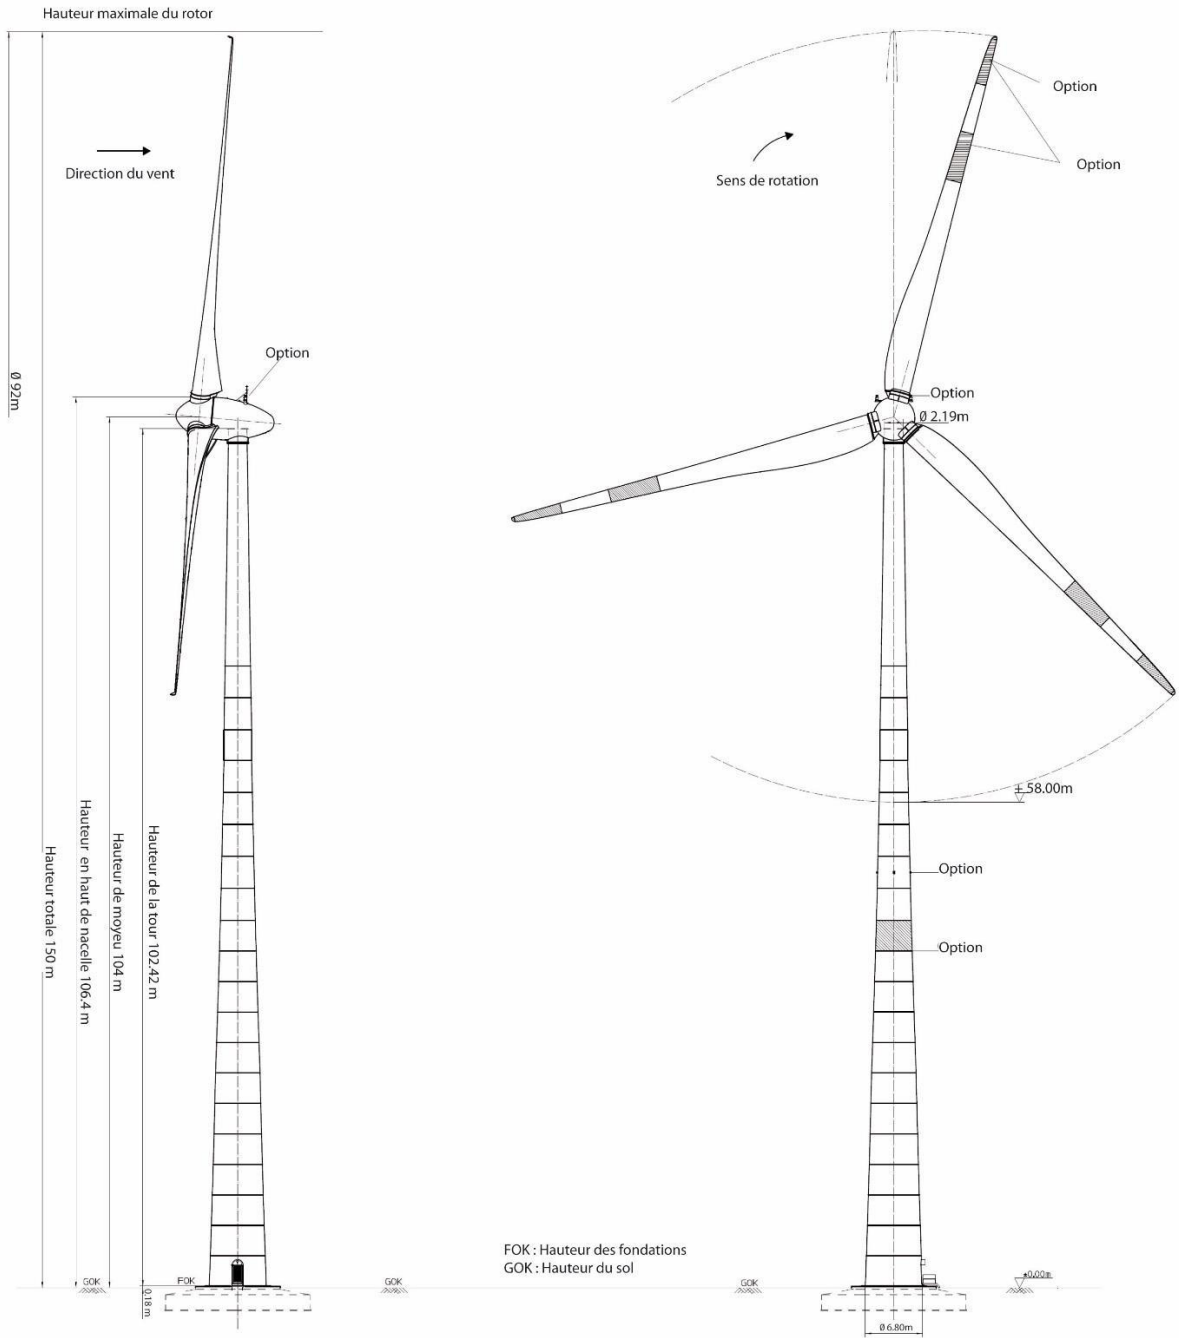 Hauteur maximale du rotor
Direction du vent
Ø 92m
Option
Hauteur totale 150 m
Hauteur en haut de nacelle 106.4 m
Hauteur de moyeu 104 m
Hauteur de la tour 102.42 m
GOK
FOK
0.18 m
GOK
Sens de rotation
Option
Option
Option
Ø 2.19m
+ 58.00m
Option
Option
FOK : Hauteur des fondations
GOK : Hauteur du sol
GOK
±0.00m
Ø 6.80m